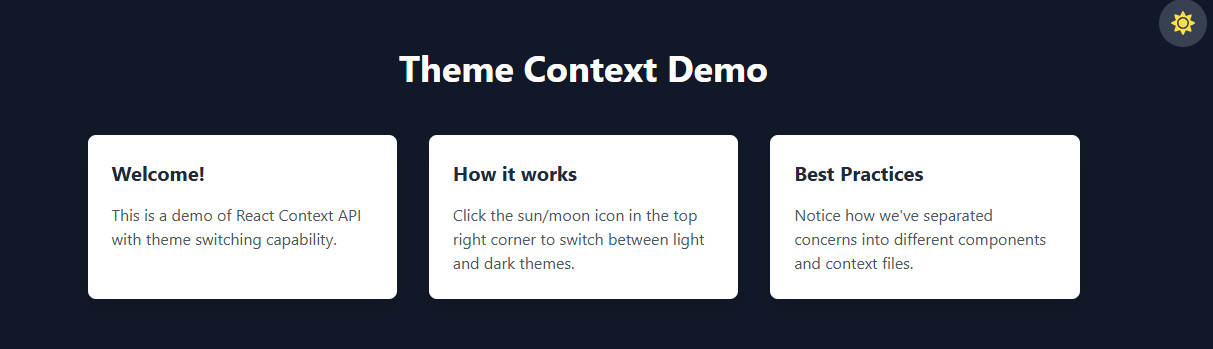 Theme Context Demo
Welcome!
This is a demo of React Context API
with theme switching capability.
How it works
Click the sun/moon icon in the top
right corner to switch between light
and dark themes.
Best Practices
Notice how we've separated
concerns into different components
and context files.